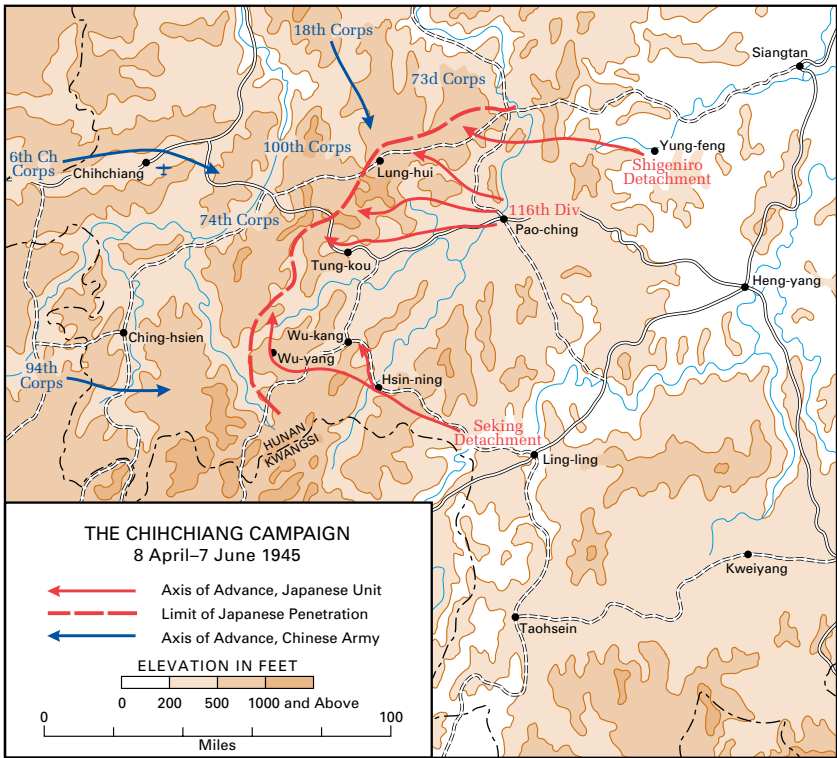 18th Corps
Siangtan
73d Corps
100th Corps
Yung-feng
6th Ch
Corps
Chihchiang
Shigeniro
Detachment
Lung-hui
74th Corps
116th Div
Pao-ching
Tung-kou
Heng-yang
Ching-hsien
Wu-kang
Wu-yang
94th
Corps
Hsin-ning
Seking
Detachment
HUNAN
KWANGSI
Ling-ling
THE CHIHCHIANG CAMPAIGN
8 April–7 June 1945
Axis of Advance, Japanese Unit
Limit of Japanese Penetration
Axis of Advance, Chinese Army
ELEVATION IN FEET
0 200 500 1000 and Above
0 100
Miles
Kweiyang
Taohsein